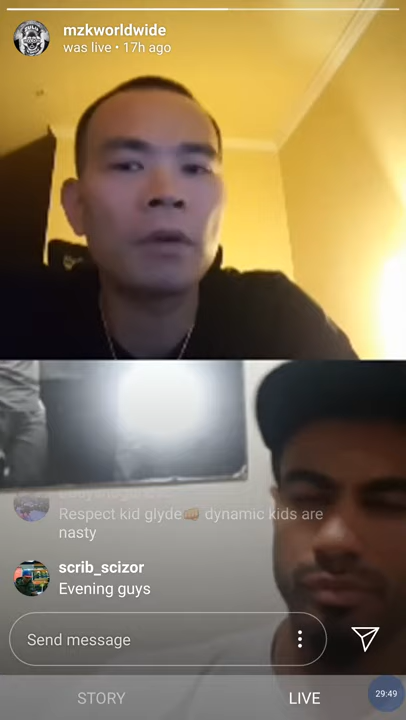 mzkworldwide
was live • 17h ago
Respect kid glyde👊🏽 dynamic kids are
nasty
scrib_scizor
Evening guys
Send message
STORY
LIVE
29:49